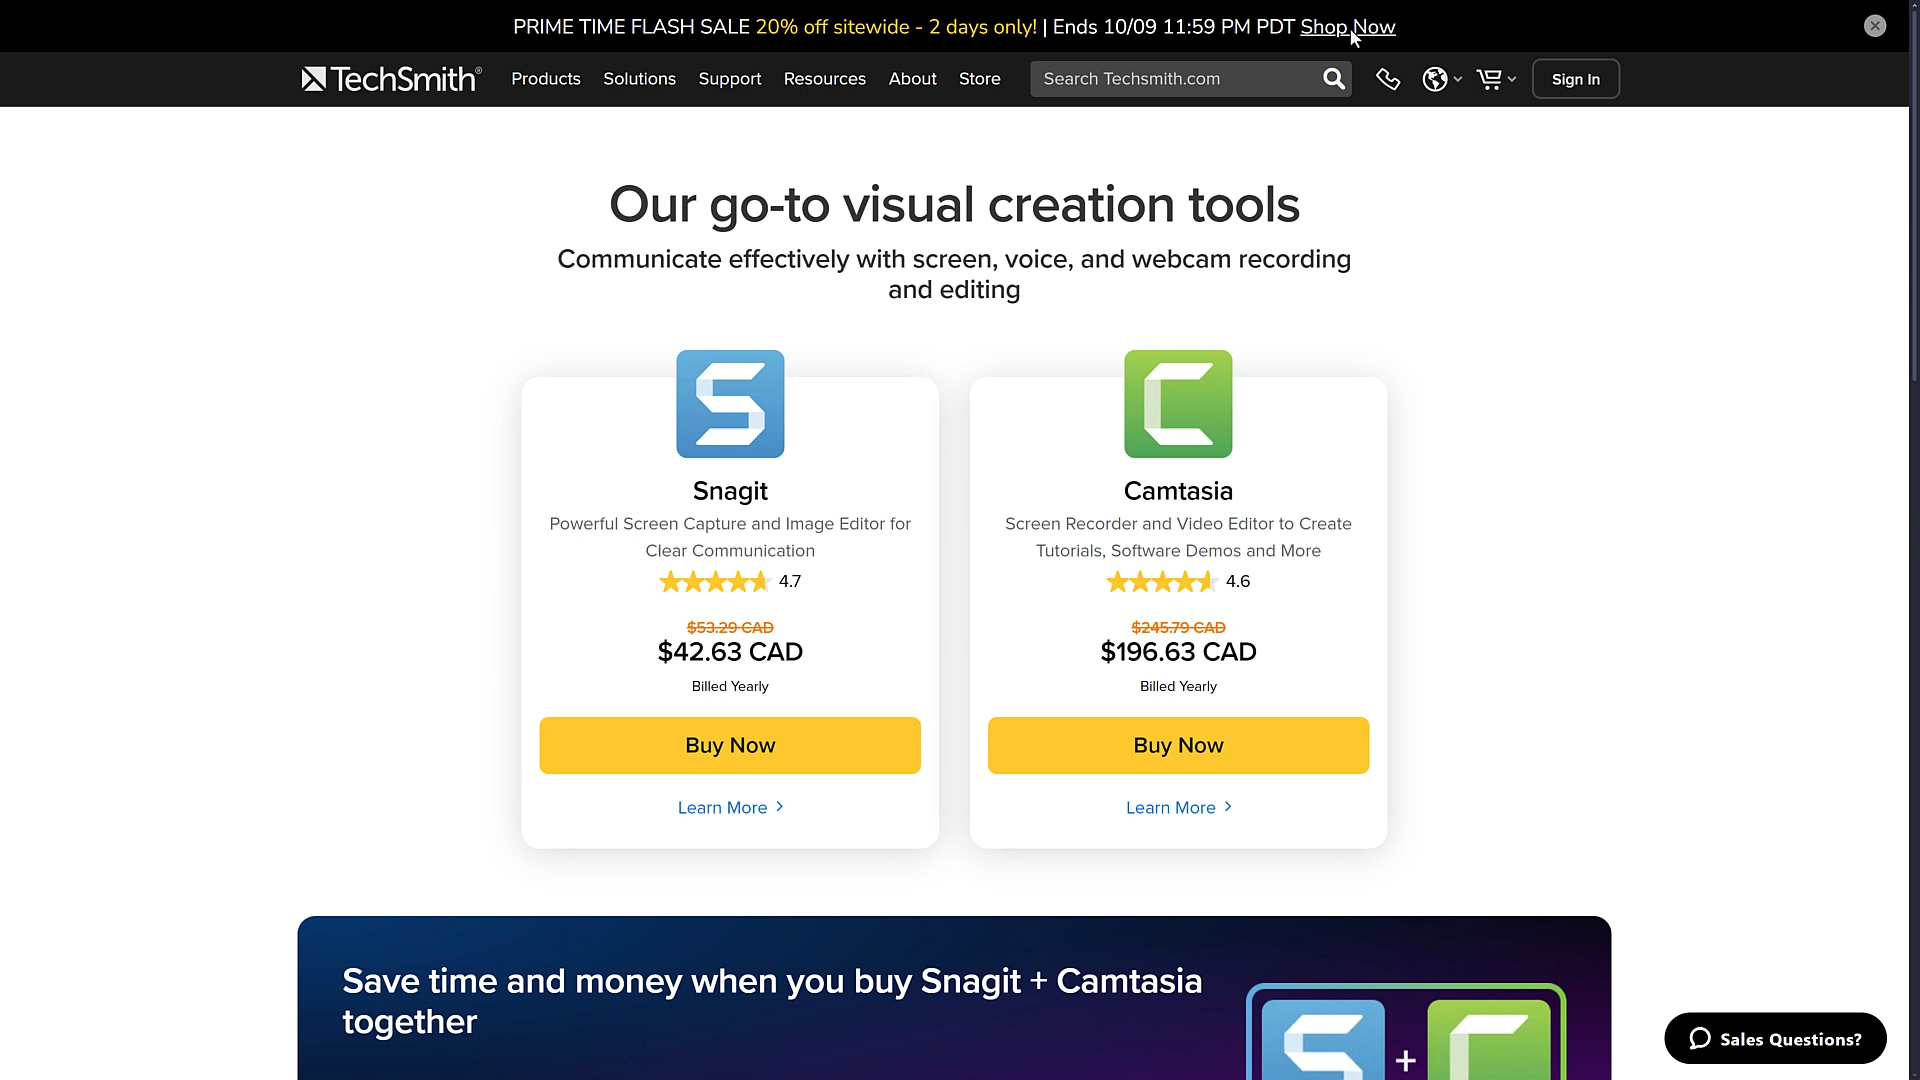 PRIME TIME FLASH SALE 20% off sitewide - 2 days only! | Ends 10/09 11:59 PM PDT Shop Now
TechSmith® Products Solutions Support Resources About Store Search Techsmith.com Sign In
Our go-to visual creation tools
Communicate effectively with screen, voice, and webcam recording
and editing
Snagit
Powerful Screen Capture and Image Editor for
Clear Communication
4.7
$53.29 CAD
$42.63 CAD
Billed Yearly
Buy Now
Learn More
Camtasia
Screen Recorder and Video Editor to Create
Tutorials, Software Demos and More
4.6
$245.79 CAD
$196.63 CAD
Billed Yearly
Buy Now
Learn More
Save time and money when you buy Snagit + Camtasia
together
+
Sales Questions?